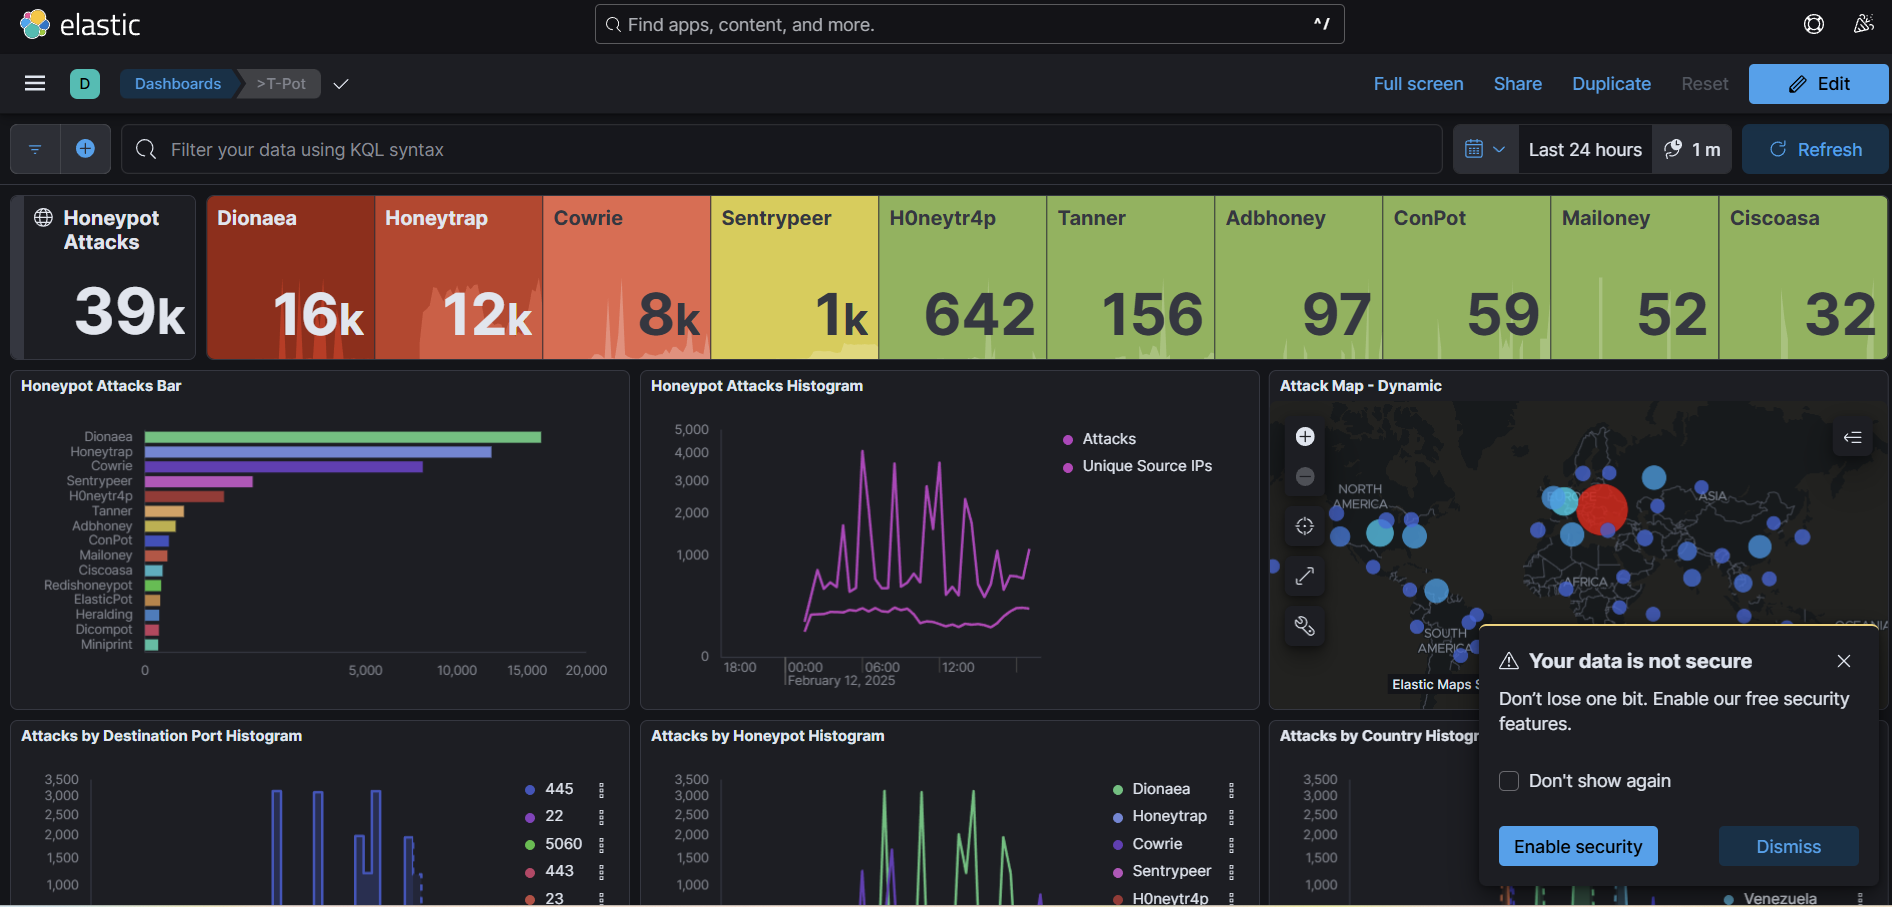 elastic
Find apps, content, and more.
^/
D
Dashboards
>T-Pot
Full screen
Share
Duplicate
Reset
Edit
Filter your data using KQL syntax
Last 24 hours
1 m
Refresh
Honeypot
Attacks
39k
Dionaea
16k
Honeytrap
12k
Cowrie
8k
Sentrypeer
1k
H0neytr4p
642
Tanner
156
Adbhoney
97
ConPot
59
Mailoney
52
Ciscoasa
32
Honeypot Attacks Bar
Dionaea
Honeytrap
Cowrie
Sentrypeer
H0neytr4p
Tanner
Adbhoney
ConPot
Mailoney
Ciscoasa
Redishoneypot
ElasticPot
Heralding
Dicompot
Miniprint
0
5,000
10,000
15,000
20,000
Honeypot Attacks Histogram
5,000
4,000
3,000
2,000
1,000
0
18:00
00:00
06:00
12:00
February 12, 2025
Attacks
Unique Source IPs
Attack Map - Dynamic
NORTH
AMERICA
EUROPE
ASIA
AFRICA
SOUTH
AMERICA
OCEANIA
Elastic Maps S
Your data is not secure
Don’t lose one bit. Enable our free security
features.
Don't show again
Enable security
Dismiss
Attacks by Destination Port Histogram
3,500
3,000
2,500
2,000
1,500
1,000
445
22
5060
443
23
Attacks by Honeypot Histogram
3,500
3,000
2,500
2,000
1,500
1,000
Dionaea
Honeytrap
Cowrie
Sentrypeer
H0neytr4p
Attacks by Country Histogr
3,500
3,000
2,500
2,000
1,500
1,000
Venezuela